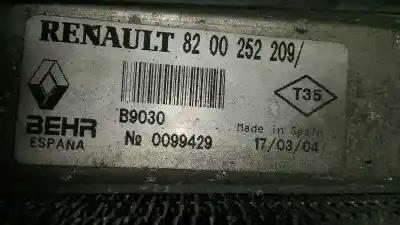 RENAULT 82 00 252 209/
T35
B9030
BEHR
ESPAÑA
№ 0099429
Made in Spain
17/03/04